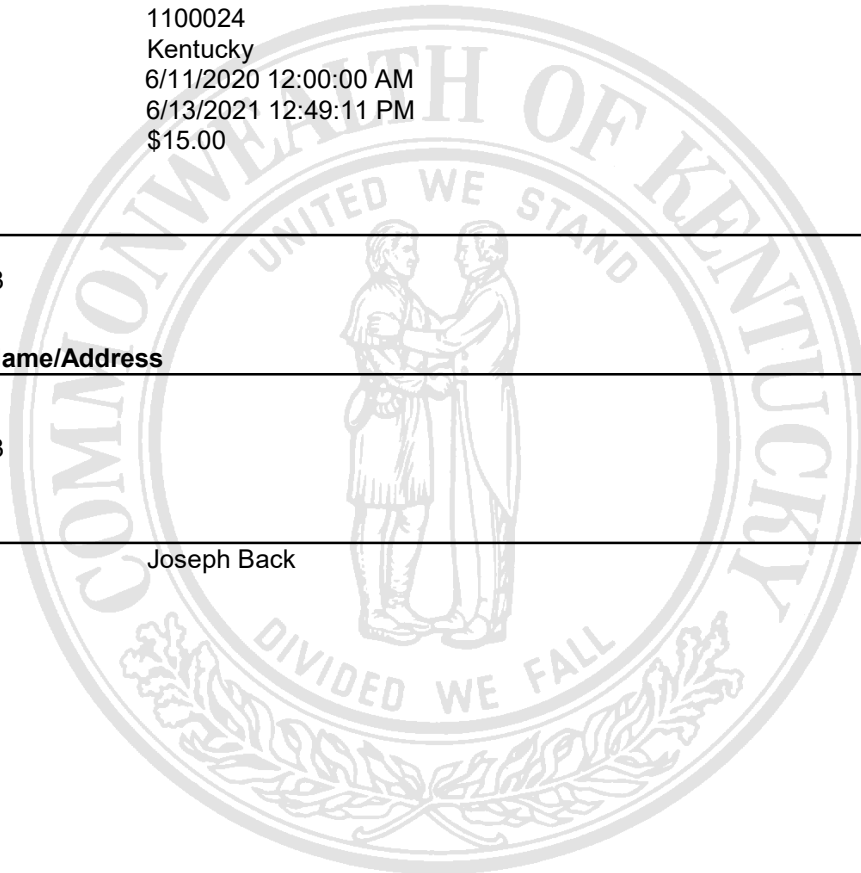 1100024
Kentucky
6/11/2020 12:00:00 AM
6/13/2021 12:49:11 PM
$15.00
COMMONWEALTH OF KENTUCKY
UNITED WE STAND
ame/Address
Joseph Back
DIVIDED WE FALL